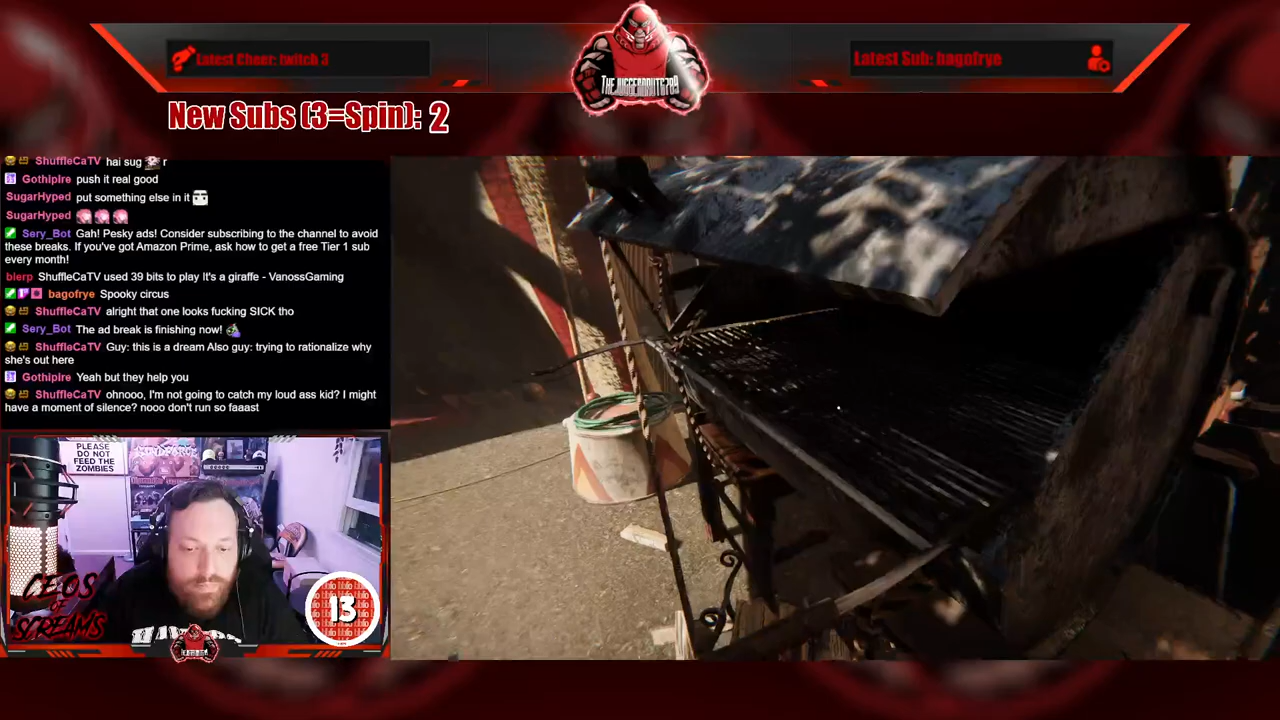 Latest Cheer: twitch 3
THEJUGGERNAUT6789
Latest Sub: bagofrye
New Subs (3=Spin): 2
ShuffleCaTV hai sug r
Gothipire push it real good
SugarHyped put something else in it
SugarHyped
Sery_Bot Gah! Pesky ads! Consider subscribing to the channel to avoid
these breaks. If you've got Amazon Prime, ask how to get a free Tier 1 sub
every month!
blerp ShuffleCaTV used 39 bits to play It's a giraffe - VanossGaming
bagofrye Spooky circus
ShuffleCaTV alright that one looks fucking SICK tho
Sery_Bot The ad break is finishing now!
ShuffleCaTV Guy: this is a dream Also guy: trying to rationalize why
she's out here
Gothipire Yeah but they help you
ShuffleCaTV ohnooo, I'm not going to catch my loud ass kid? I might
have a moment of silence? nooo don't run so faaast
PLEASE
DO NOT
FEED THE
ZOMBIES
CEOS
OF
SCREAMS
13